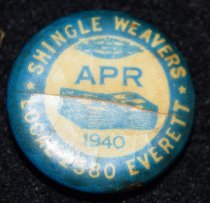 SHINGLE WEAVERS
APR
1940
LOCAL 2580 EVERETT